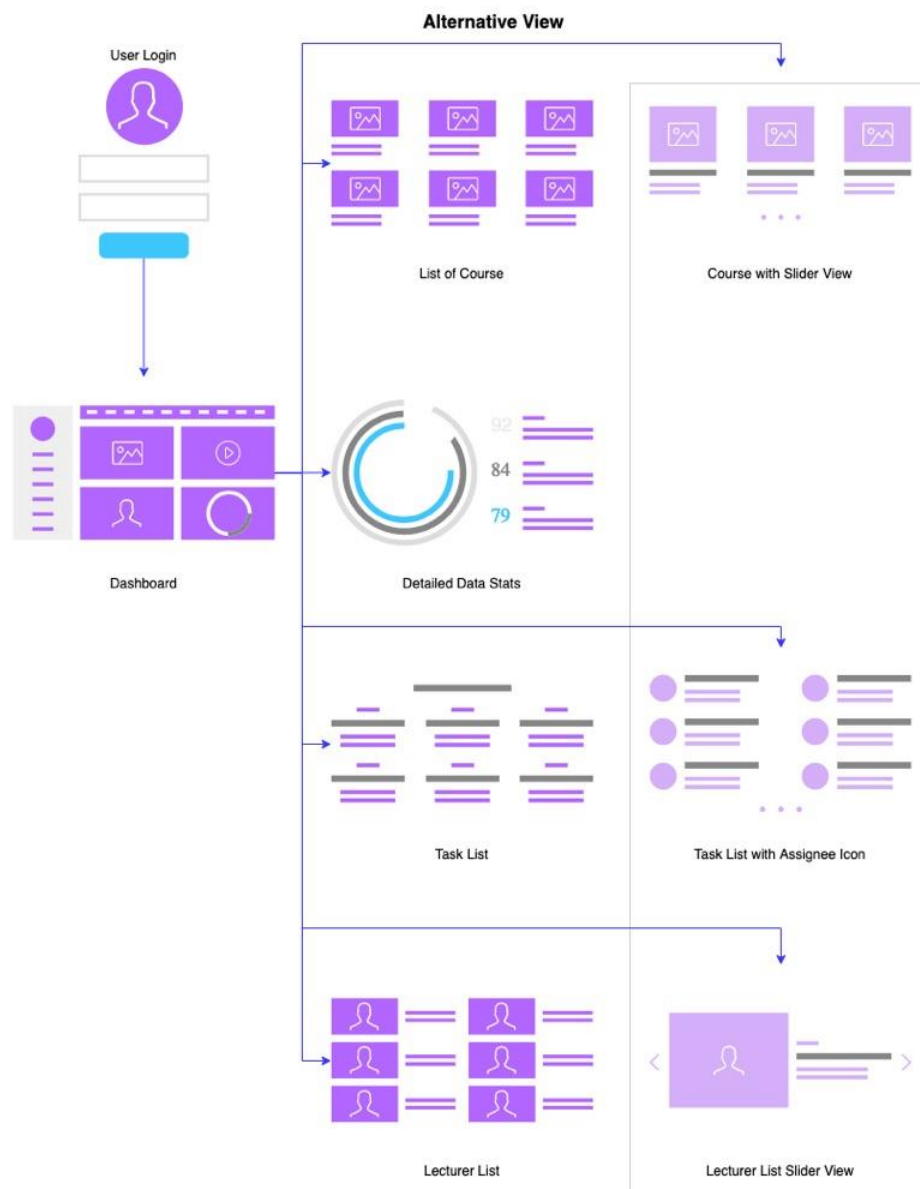 Alternative View
User Login
List of Course
Course with Slider View
92
84
79
Dashboard
Detailed Data Stats
Task List
Task List with Assignee Icon
Lecturer List
Lecturer List Slider View